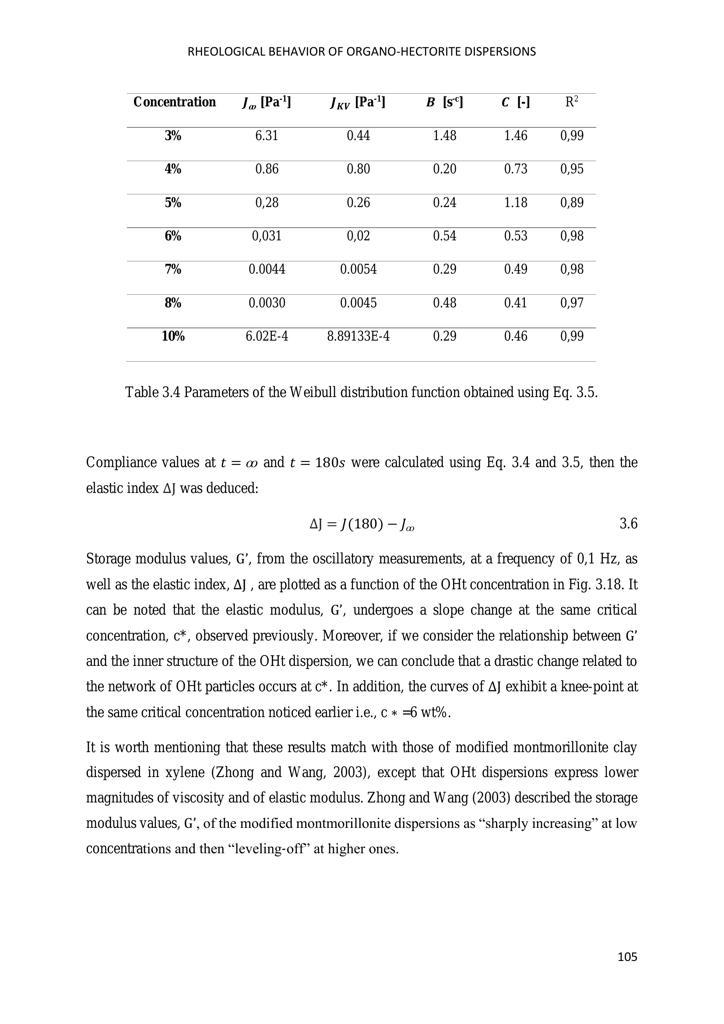 RHEOLOGICAL BEHAVIOR OF ORGANO-HECTORITE DISPERSIONS
Concentration J∞ [Pa-1] JKV [Pa-1] B [s-c] C [-] R2
3% 6.31 0.44 1.48 1.46 0,99
4% 0.86 0.80 0.20 0.73 0,95
5% 0,28 0.26 0.24 1.18 0,89
6% 0,031 0,02 0.54 0.53 0,98
7% 0.0044 0.0054 0.29 0.49 0,98
8% 0.0030 0.0045 0.48 0.41 0,97
10% 6.02E-4 8.89133E-4 0.29 0.46 0,99
Table 3.4 Parameters of the Weibull distribution function obtained using Eq. 3.5.
Compliance values at t = ∞ and t = 180s were calculated using Eq. 3.4 and 3.5, then the
elastic index ΔJ was deduced:
ΔJ = J(180) − J∞ 3.6
Storage modulus values, G’, from the oscillatory measurements, at a frequency of 0,1 Hz, as
well as the elastic index, ΔJ , are plotted as a function of the OHt concentration in Fig. 3.18. It
can be noted that the elastic modulus, G’, undergoes a slope change at the same critical
concentration, c*, observed previously. Moreover, if we consider the relationship between G’
and the inner structure of the OHt dispersion, we can conclude that a drastic change related to
the network of OHt particles occurs at c*. In addition, the curves of ΔJ exhibit a knee-point at
the same critical concentration noticed earlier i.e., c ∗ =6 wt%.
It is worth mentioning that these results match with those of modified montmorillonite clay
dispersed in xylene (Zhong and Wang, 2003), except that OHt dispersions express lower
magnitudes of viscosity and of elastic modulus. Zhong and Wang (2003) described the storage
modulus values, G’, of the modified montmorillonite dispersions as “sharply increasing” at low
concentrations and then “leveling-off” at higher ones.
105